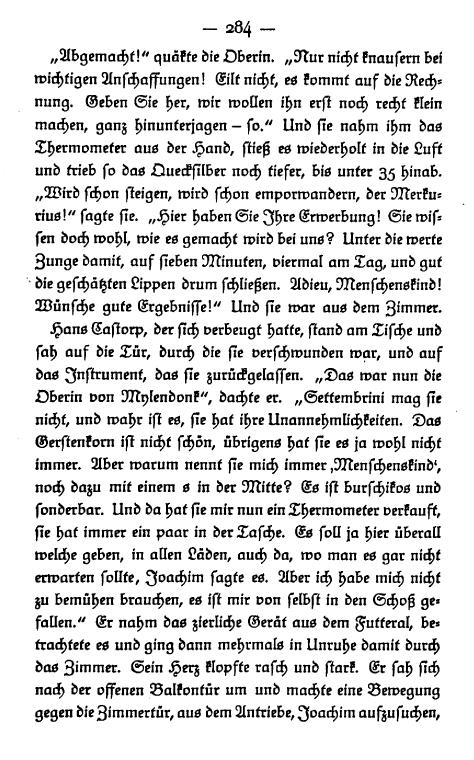 — 284 —
„Abgemacht!“ quäkte die Oberin. „Nur nicht knausern bei
wichtigen Anschaffungen! Eilt nicht, es kommt auf die Rech-
nung. Geben Sie her, wir wollen ihn erst noch recht klein
machen, ganz hinunterjagen – so.“ Und sie nahm ihm das
Thermometer aus der Hand, stieß es wiederholt in die Luft
und trieb so das Quecksilber noch tiefer, bis unter 35 hinab.
„Wird schon steigen, wird schon emporwandern, der Merku-
rius!“ sagte sie. „Hier haben Sie Ihre Erwerbung! Sie wis-
sen doch wohl, wie es gemacht wird bei uns? Unter die werte
Zunge damit, auf sieben Minuten, viermal am Tag, und gut
die geschätzten Lippen drum schließen. Adieu, Menschenskind!
Wünsche gute Ergebnisse!“ Und sie war aus dem Zimmer.
Hans Castorp, der sich verbeugt hatte, stand am Tische und
sah auf die Tür, durch die sie verschwunden war, und auf
das Instrument, das sie zurückgelassen. „Das war nun die
Oberin von Mylendonk“, dachte er. „Settembrini mag sie
nicht, und wahr ist es, sie hat ihre Unannehmlichkeiten. Das
Gerstenkorn ist nicht schön, übrigens hat sie es ja wohl nicht
immer. Aber warum nennt sie mich immer ‚Menschenskind‘,
noch dazu mit einem s in der Mitte? Es ist burschikos und
sonderbar. Und da hat sie mir nun ein Thermometer verkauft,
sie hat immer ein paar in der Tasche. Es soll ja hier überall
welche geben, in allen Läden, auch da, wo man es gar nicht
erwarten sollte, Joachim sagte es. Aber ich habe mich nicht
zu bemühen brauchen, es ist mir von selbst in den Schoß ge-
fallen.“ Er nahm das zierliche Gerät aus dem Futteral, be-
trachtete es und ging dann mehrmals in Unruhe damit durch
das Zimmer. Sein Herz klopfte rasch und stark. Er sah sich
nach der offenen Balkontür um und machte eine Bewegung
gegen die Zimmertür, aus dem Antriebe, Joachim aufzusuchen,